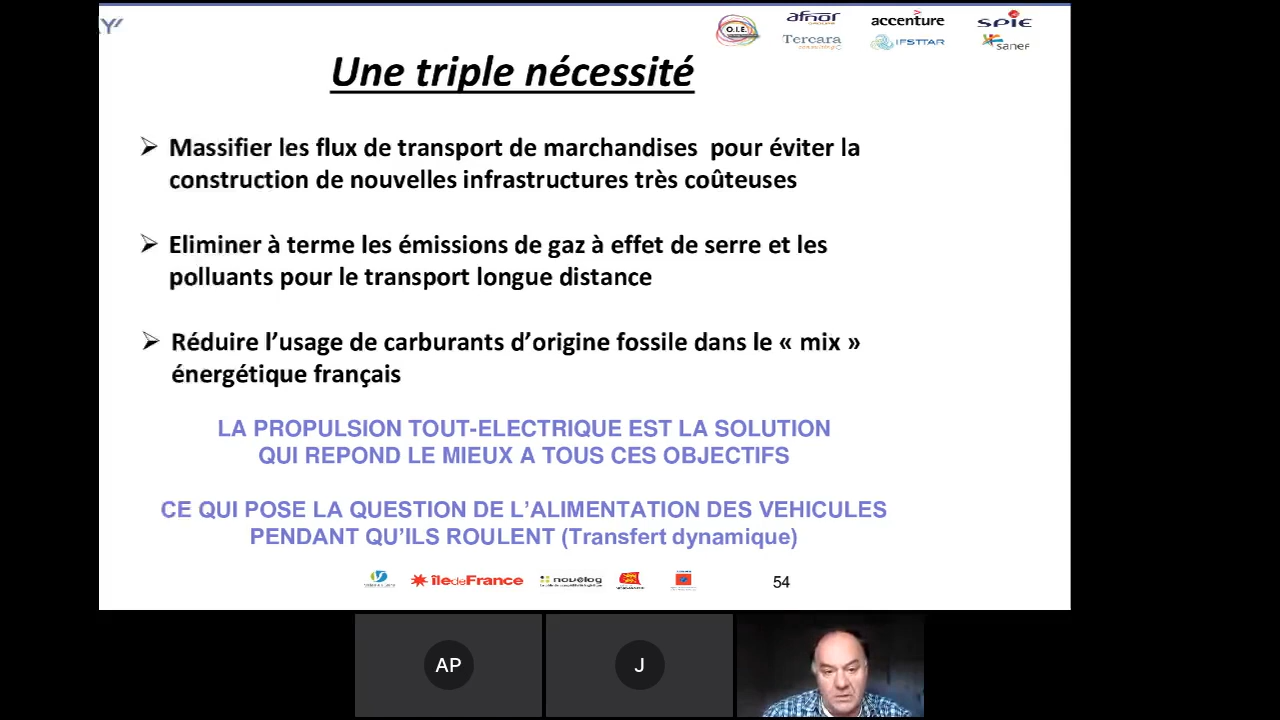 Y
O.I.E.
afnor
GROUPE
accenture
SPIE
Tercara
consulting
IFSTTAR
sanef
Une triple nécessité
Massifier les flux de transport de marchandises pour éviter la
construction de nouvelles infrastructures très coûteuses
Eliminer à terme les émissions de gaz à effet de serre et les
polluants pour le transport longue distance
Réduire l’usage de carburants d’origine fossile dans le « mix »
énergétique français
LA PROPULSION TOUT-ELECTRIQUE EST LA SOLUTION
QUI REPOND LE MIEUX A TOUS CES OBJECTIFS
CE QUI POSE LA QUESTION DE L’ALIMENTATION DES VEHICULES
PENDANT QU’ILS ROULENT (Transfert dynamique)
îledeFrance
novélog
54
AP
J